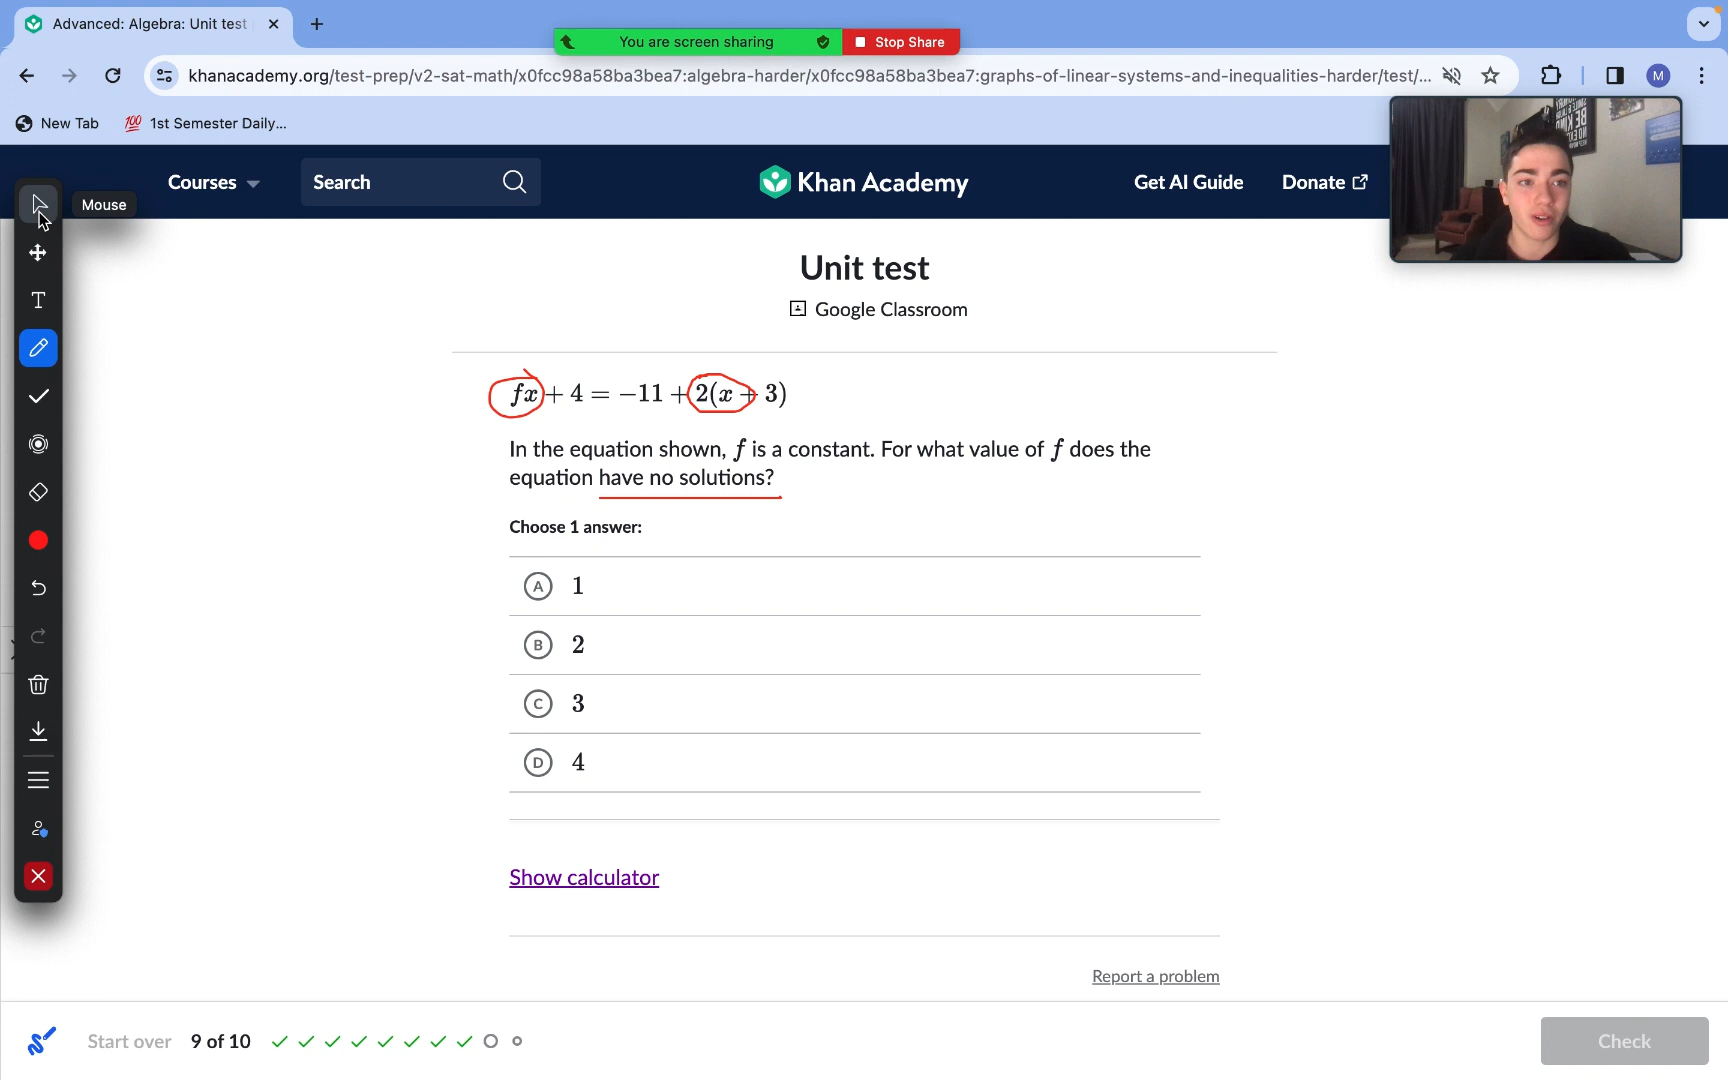 Advanced: Algebra: Unit test
You are screen sharing
Stop Share
khanacademy.org/test-prep/v2-sat-math/x0fcc98a58ba3bea7:algebra-harder/x0fcc98a58ba3bea7:graphs-of-linear-systems-and-inequalities-harder/test/...
M
New Tab
1st Semester Daily...
Courses
Search
Khan Academy
Get AI Guide
Donate
Mouse
Unit test
Google Classroom
fx + 4 = −11 + 2(x + 3)
In the equation shown, f is a constant. For what value of f does the
equation have no solutions?
Choose 1 answer:
A 1
B 2
C 3
D 4
Show calculator
Report a problem
Start over 9 of 10
Check